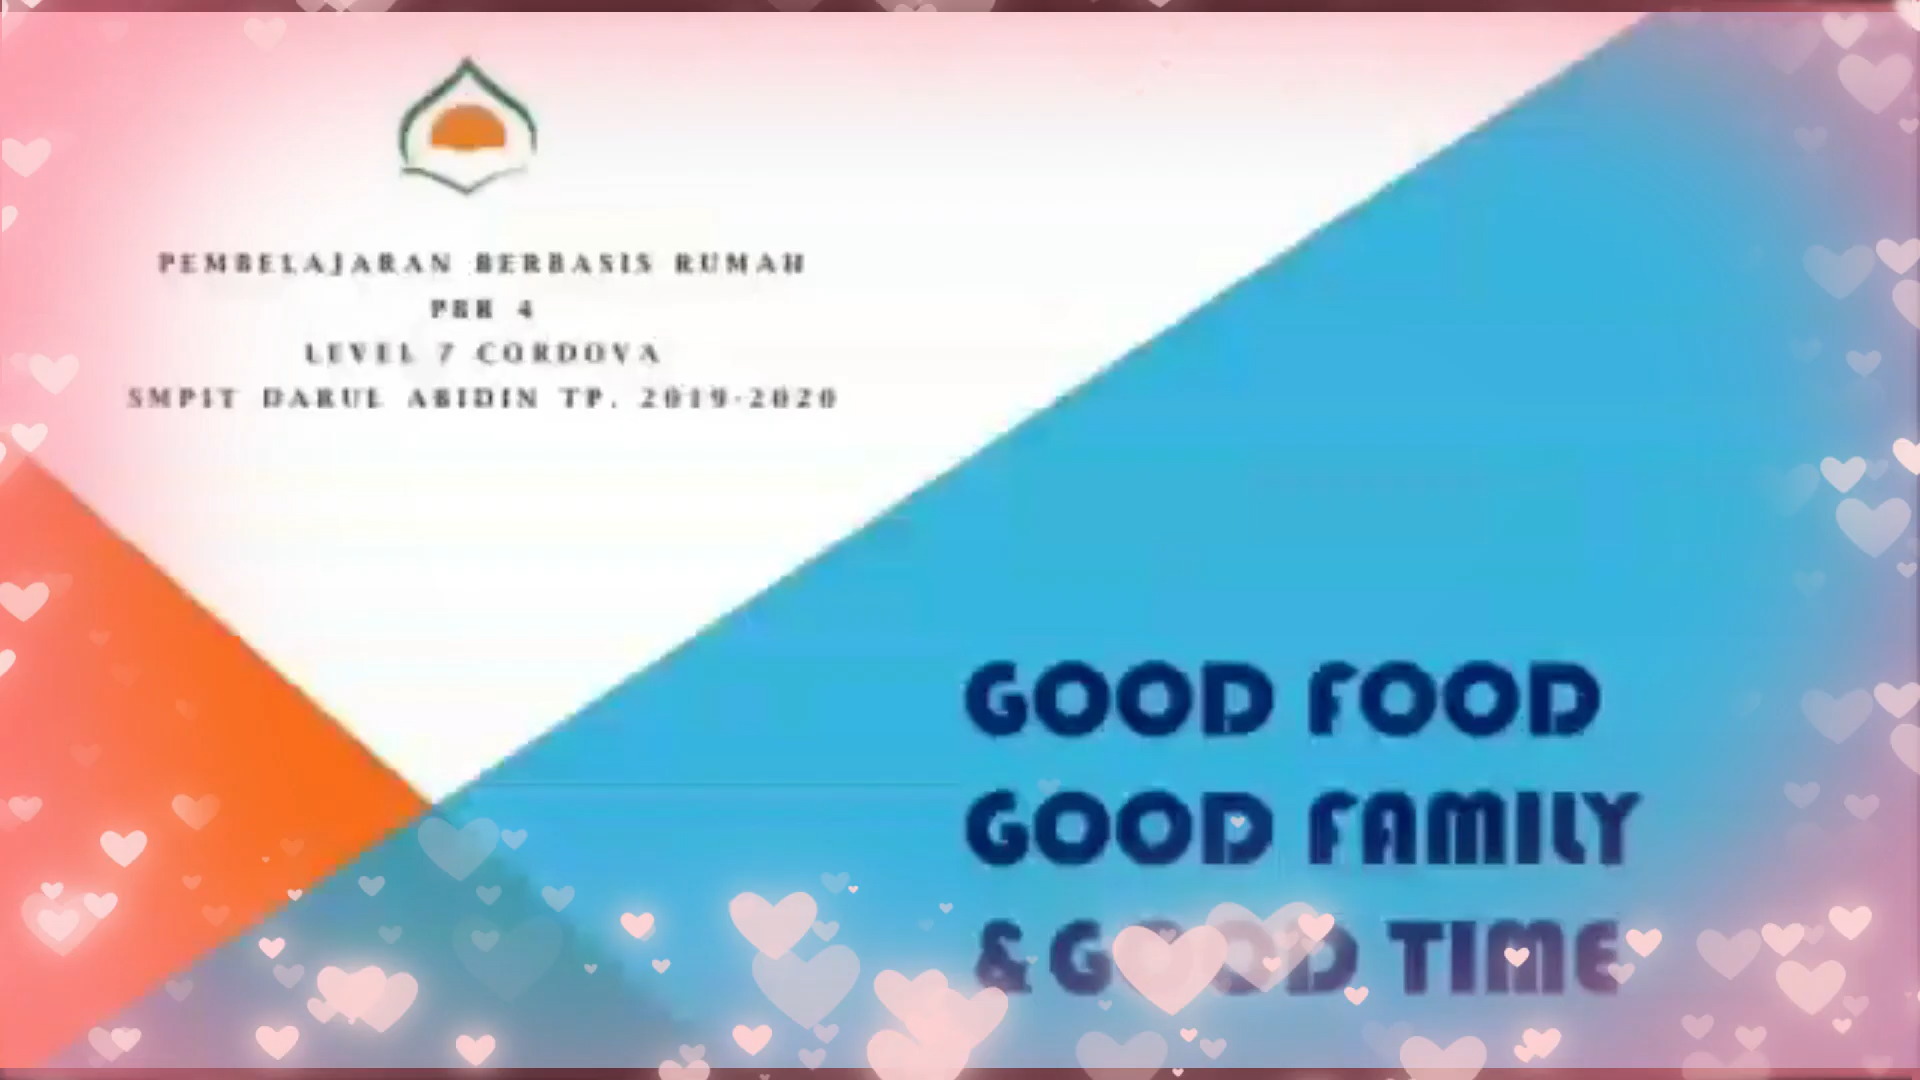 PEMBELAJARAN BERBASIS RUMAH
PBR 4
LEVEL 7 CORDOVA
SMPIT DARUL ABIDIN TP. 2019-2020
GOOD FOOD
GOOD FAMILY
& GOOD TIME